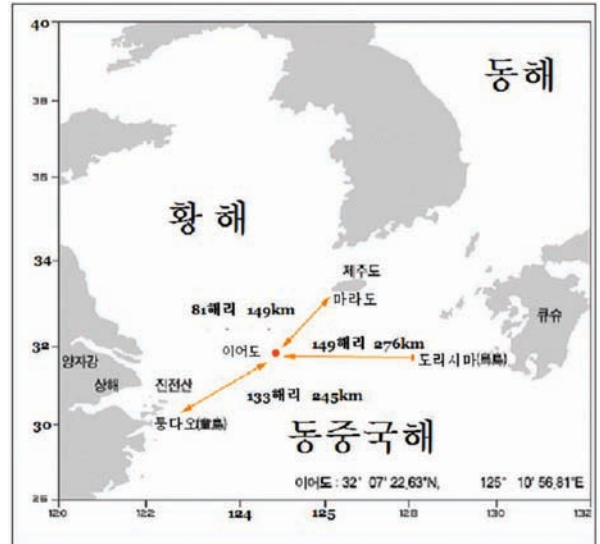 40
동해
38
35
황 해
34
제주도
마라도
81해리 149km
큐슈
이어도
149해리 276km
32
양자강
도리시마(鳥島)
상해
진전산
133해리 245km
30
퉁다오(童島)
동중국해
이어도 : 32° 07' 22,63"N, 125° 10' 56,81"E
120
122
124
125
128
130
132